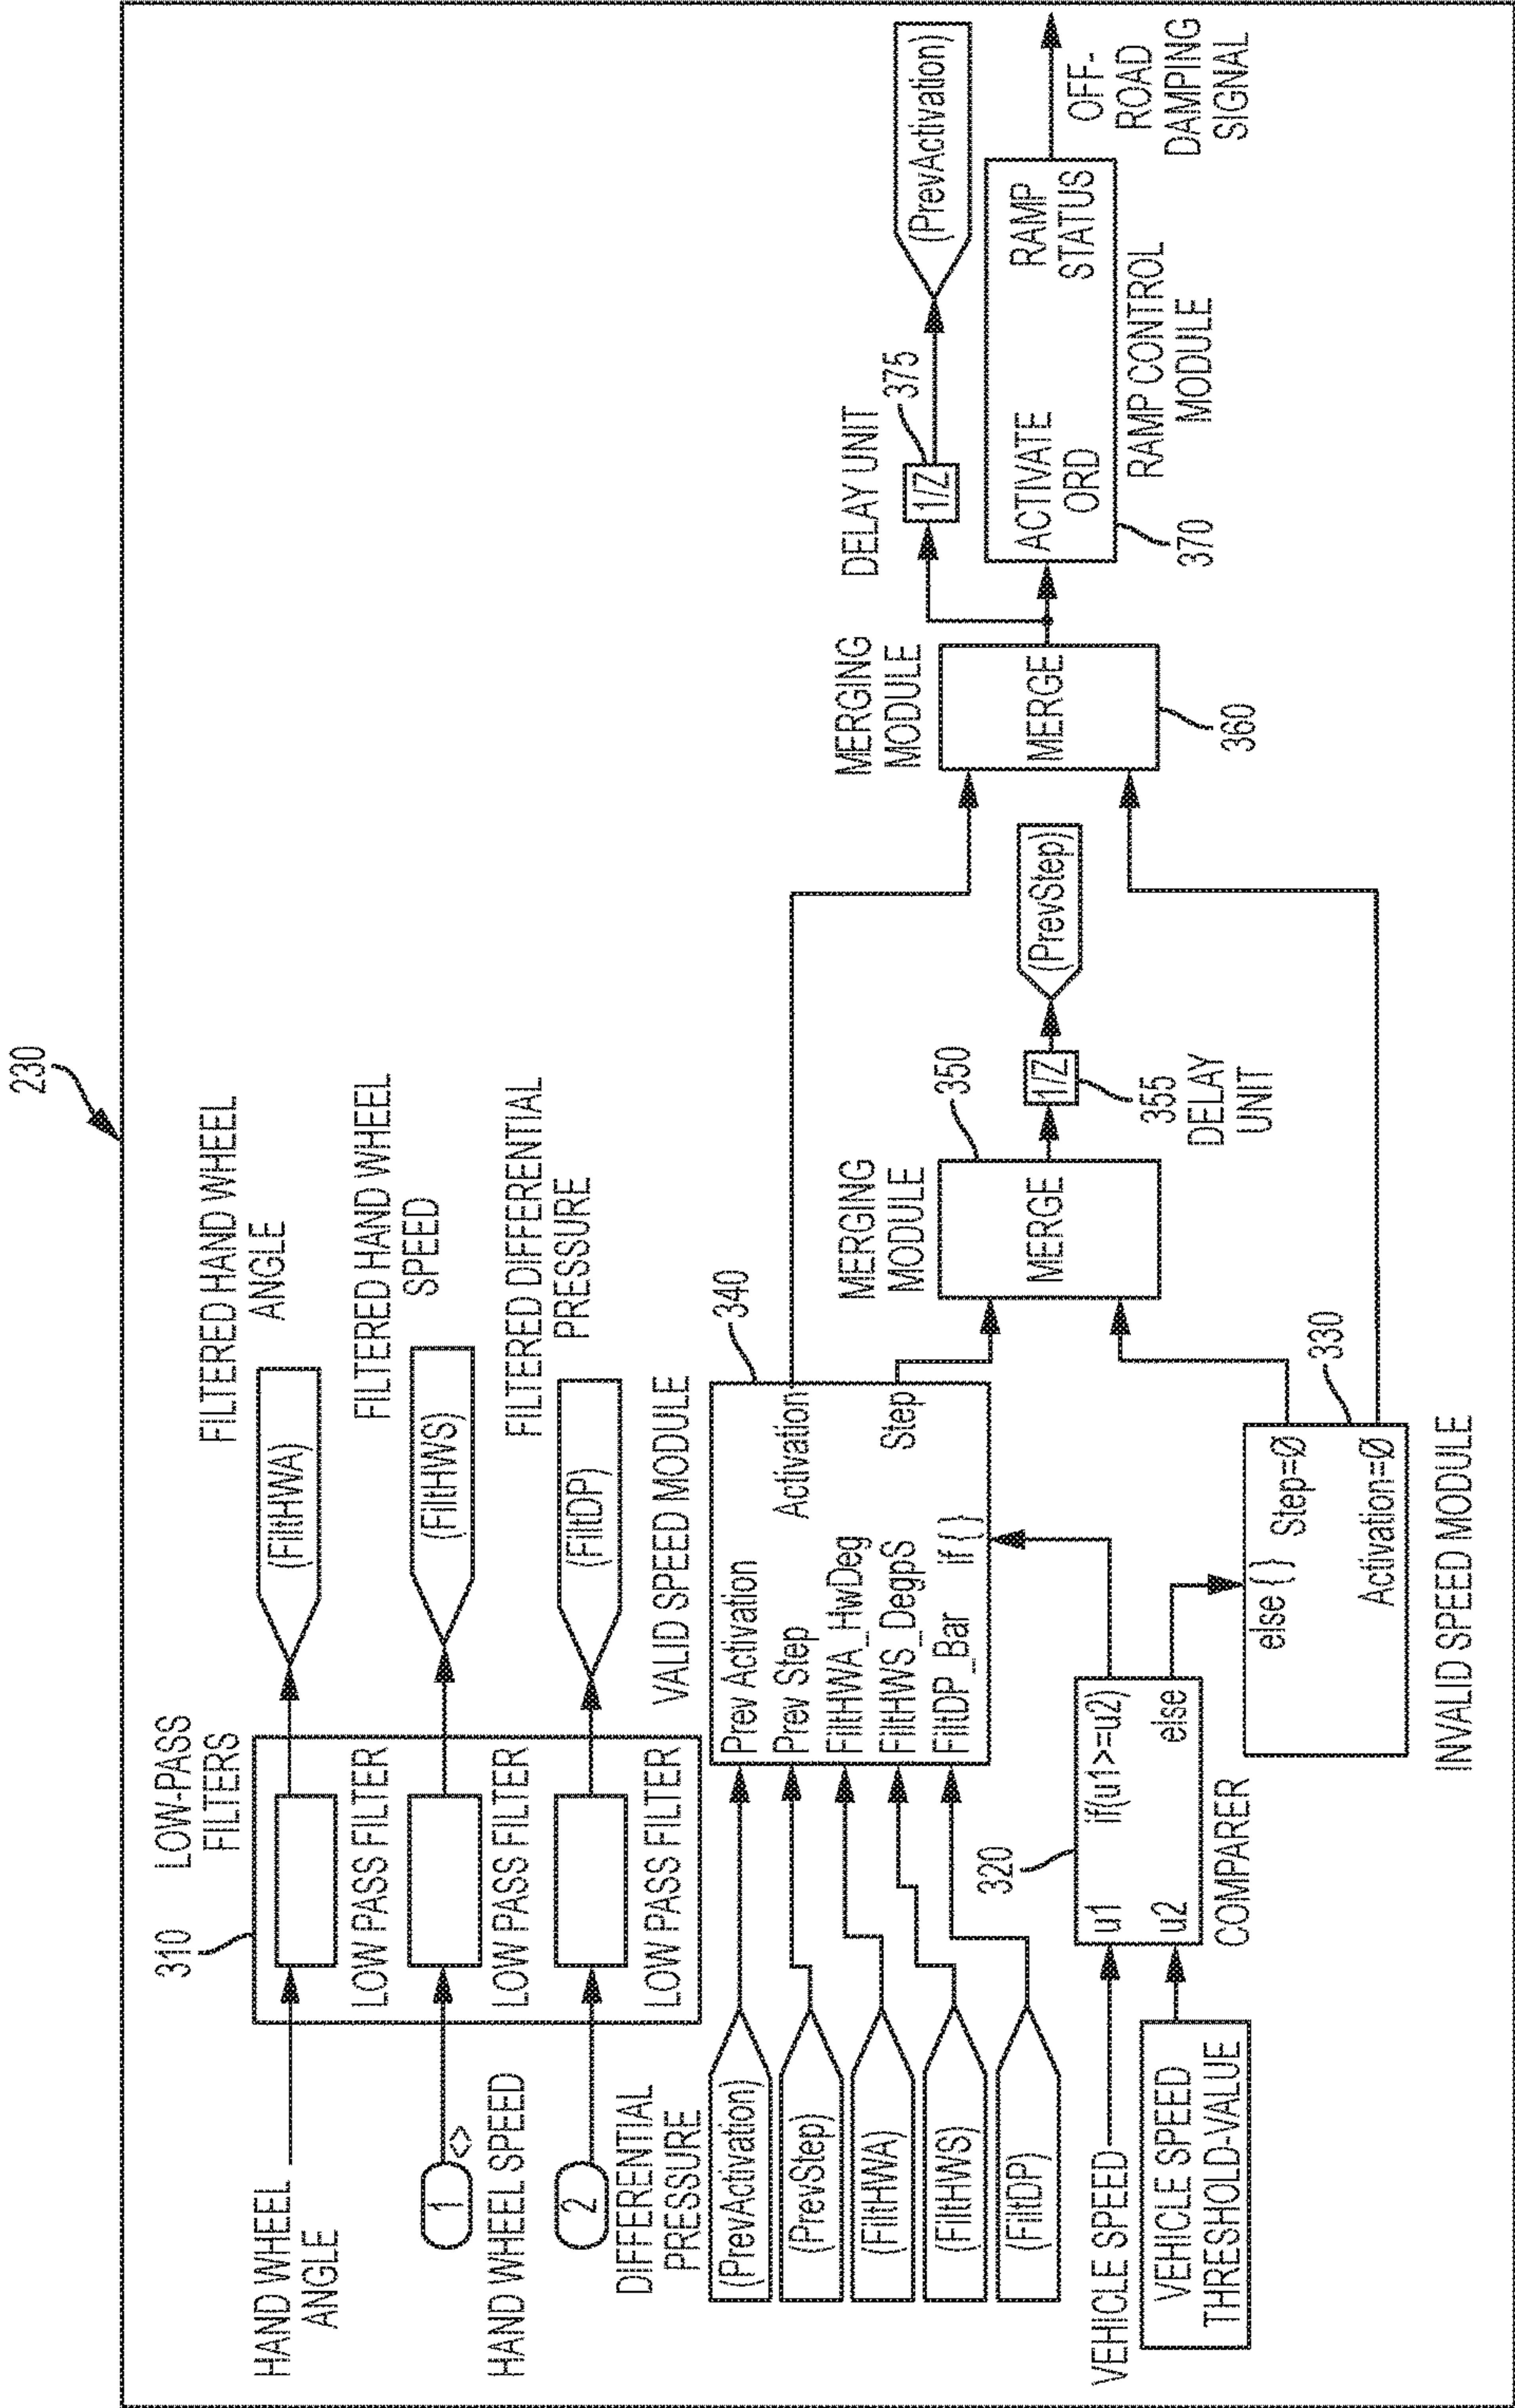 230
LOW-PASS
FILTERS
310
HAND WHEEL
ANGLE
LOW PASS FILTER
FILTERED HAND WHEEL
ANGLE
(FiltHWA)
1
<>
HAND WHEEL SPEED
LOW PASS FILTER
FILTERED HAND WHEEL
SPEED
(FiltHWS)
2
DIFFERENTIAL
PRESSURE
LOW PASS FILTER
FILTERED DIFFERENTIAL
PRESSURE
(FiltDP)
(PrevActivation)
(PrevStep)
(FiltHWA)
(FiltHWS)
(FiltDP)
VALID SPEED MODULE
340
Prev Activation
Prev Step
FiltHWA_HwDeg
FiltHWS_DegpS
FiltDP_Bar
if { }
Activation
Step
VEHICLE SPEED
VEHICLE SPEED
THRESHOLD-VALUE
320
u1
u2
if(u1>=u2)
else
COMPARER
else { }
Step=Ø
Activation=Ø
330
INVALID SPEED MODULE
MERGING
MODULE
350
MERGE
1/Z
355
DELAY
UNIT
(PrevStep)
MERGING
MODULE
MERGE
360
DELAY UNIT
375
1/Z
(PrevActivation)
ACTIVATE
ORD
RAMP
STATUS
370
RAMP CONTROL
MODULE
OFF-
ROAD
DAMPING
SIGNAL